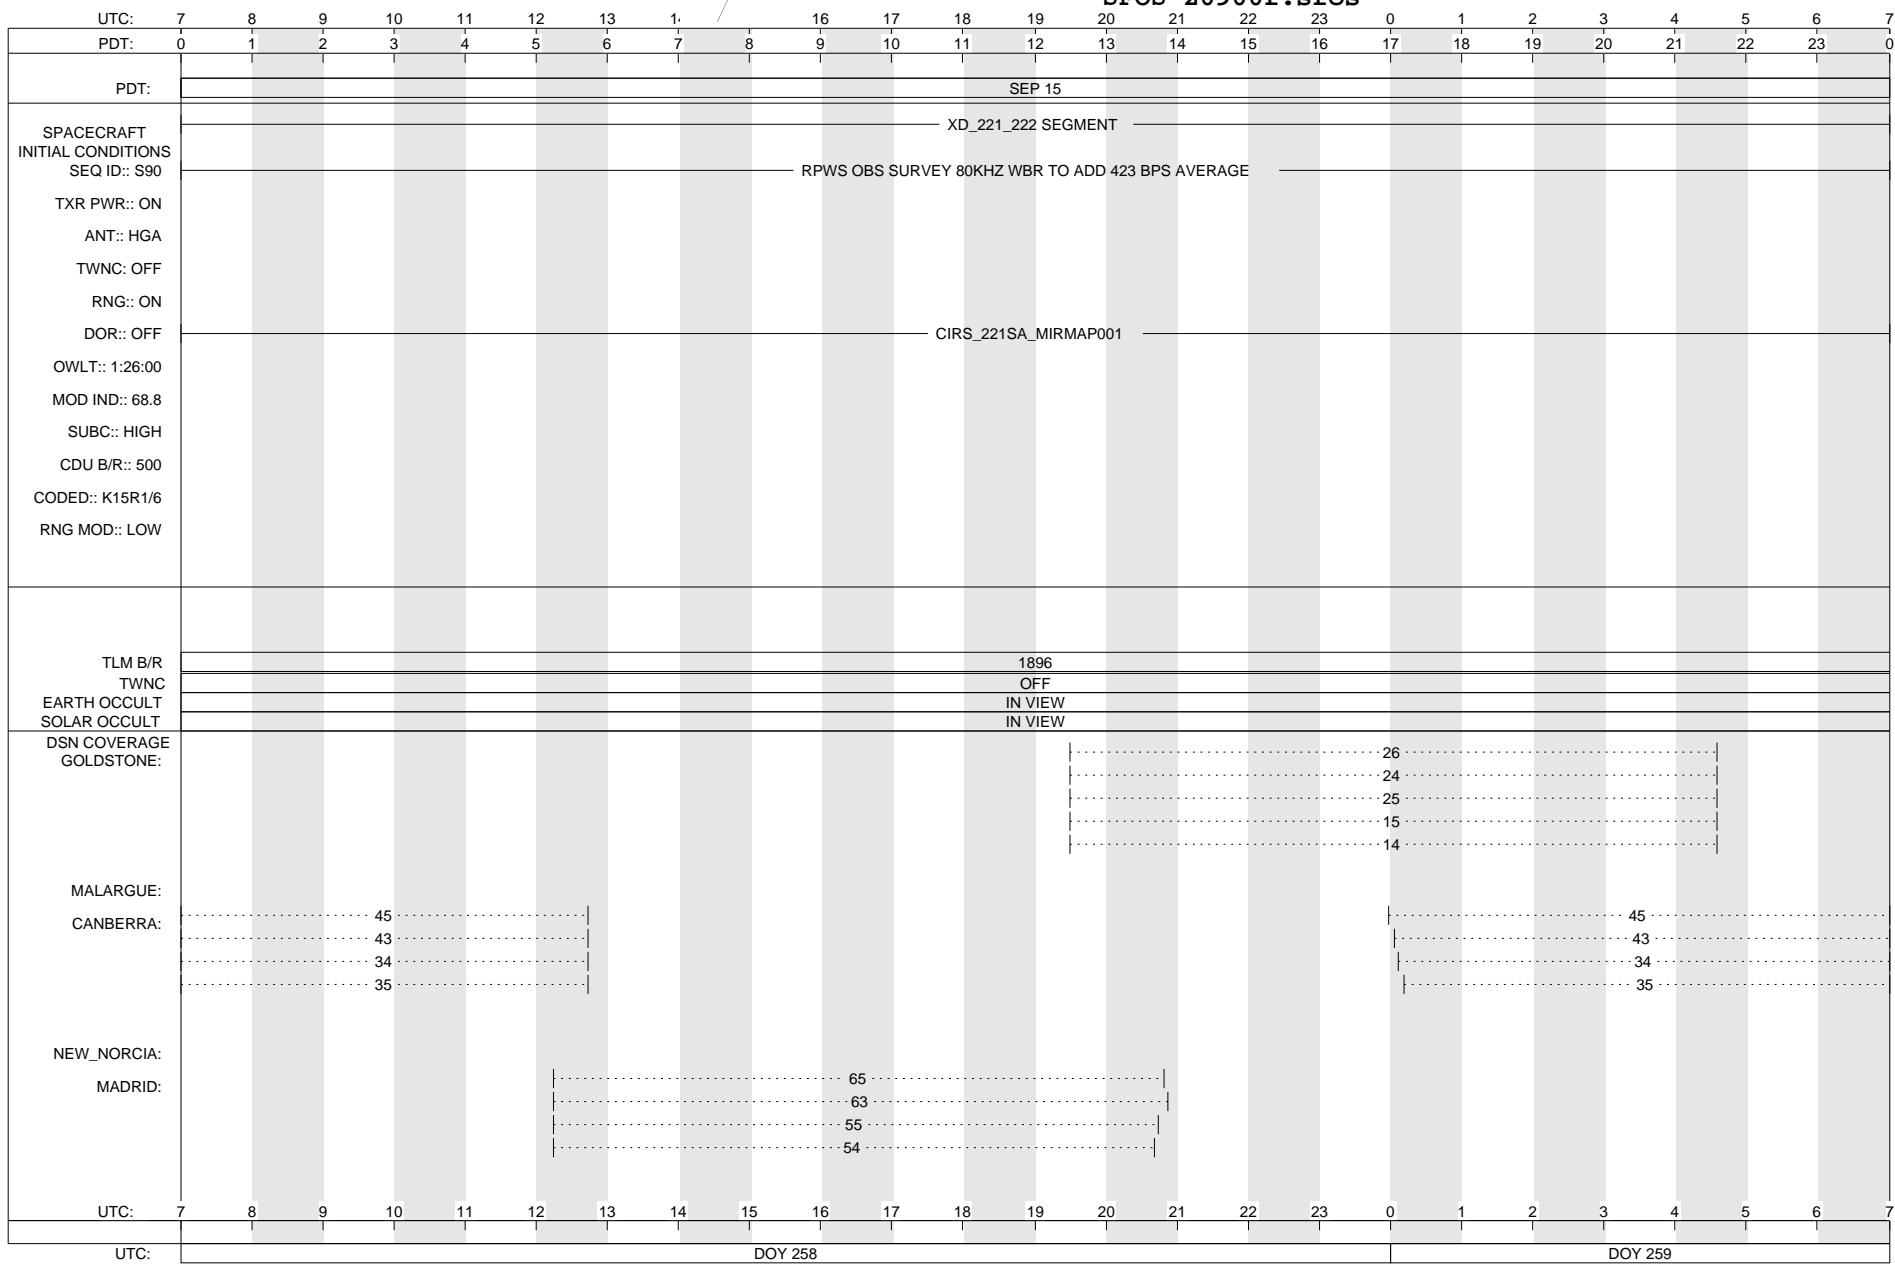 UTC: 7 8 9 10 11 12 13 16 17 18 19 20 21 22 23 0 1 2 3 4 5 6 7
PDT: 0 1 2 3 4 5 6 7 8 9 10 11 12 13 14 15 16 17 18 19 20 21 22 23 0
PDT: SEP 15
XD_221_222 SEGMENT
SPACECRAFT
INITIAL CONDITIONS
SEQ ID:: S90 RPWS OBS SURVEY 80KHZ WBR TO ADD 423 BPS AVERAGE
TXR PWR:: ON
ANT:: HGA
TWNC: OFF
RNG:: ON
DOR:: OFF CIRS_221SA_MIRMAP001
OWLT:: 1:26:00
MOD IND:: 68.8
SUBC:: HIGH
CDU B/R:: 500
CODED:: K15R1/6
RNG MOD:: LOW
TLM B/R 1896
TWNC OFF
EARTH OCCULT IN VIEW
SOLAR OCCULT IN VIEW
DSN COVERAGE
GOLDSTONE: 26
24
25
15
14
MALARGUE:
CANBERRA: 45 45
43 43
34 34
35 35
NEW_NORCIA:
MADRID: 65
63
55
54
UTC: 7 8 9 10 11 12 13 14 15 16 17 18 19 20 21 22 23 0 1 2 3 4 5 6 7
UTC: DOY 258 DOY 259